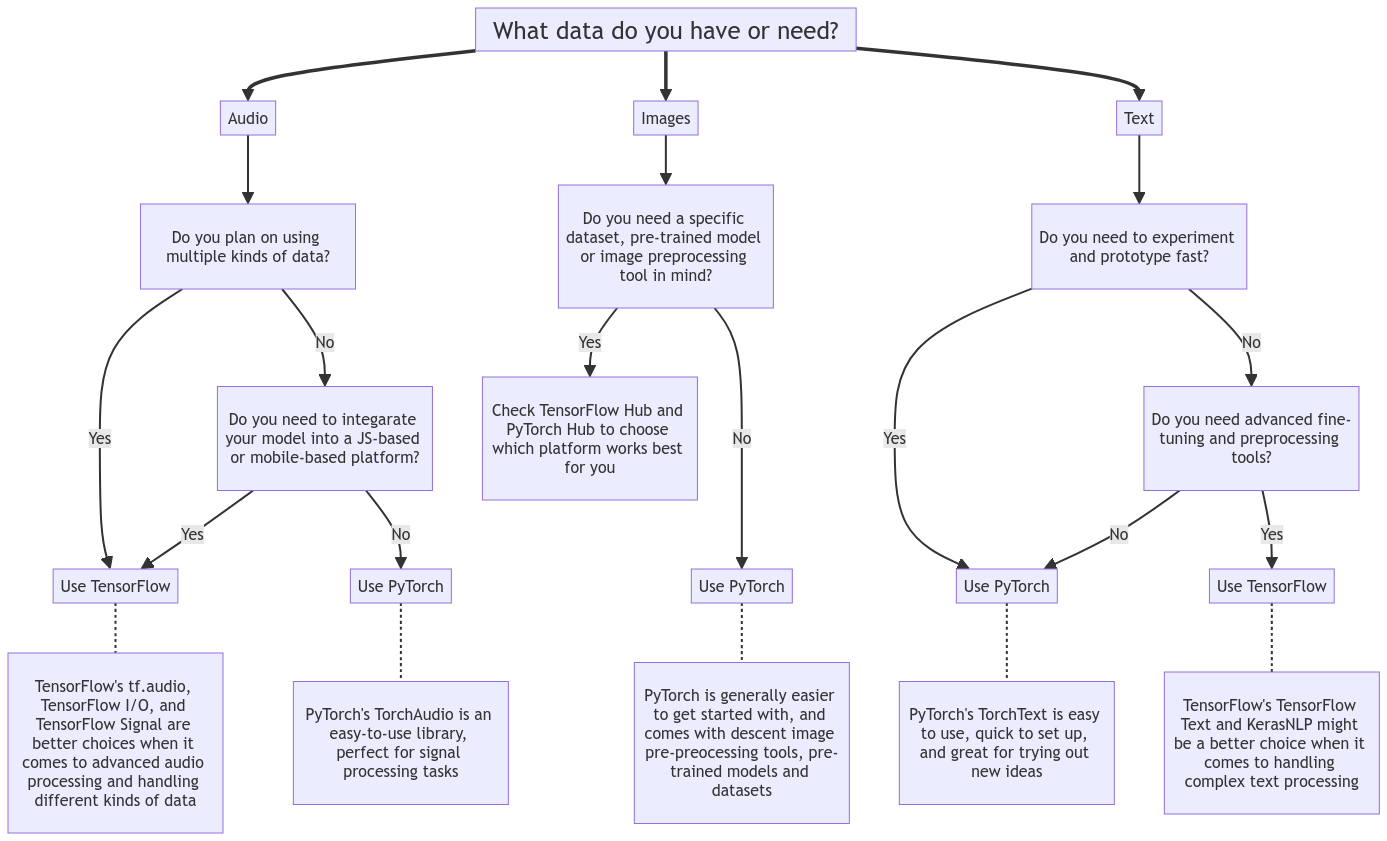 What data do you have or need?
Audio
Images
Text
Do you plan on using
multiple kinds of data?
Do you need a specific
dataset, pre-trained model
or image preprocessing
tool in mind?
Do you need to experiment
and prototype fast?
No
Yes
No
Do you need to integarate
your model into a JS-based
or mobile-based platform?
Check TensorFlow Hub and
PyTorch Hub to choose
which platform works best
for you
Do you need advanced fine-
tuning and preprocessing
tools?
Yes
No
Yes
Yes
No
No
Yes
Use TensorFlow
Use PyTorch
Use PyTorch
Use PyTorch
Use TensorFlow
TensorFlow's tf.audio,
TensorFlow I/O, and
TensorFlow Signal are
better choices when it
comes to advanced audio
processing and handling
different kinds of data
PyTorch's TorchAudio is an
easy-to-use library,
perfect for signal
processing tasks
PyTorch is generally easier
to get started with, and
comes with descent image
pre-preocessing tools, pre-
trained models and
datasets
PyTorch's TorchText is easy
to use, quick to set up,
and great for trying out
new ideas
TensorFlow's TensorFlow
Text and KerasNLP might
be a better choice when it
comes to handling
complex text processing